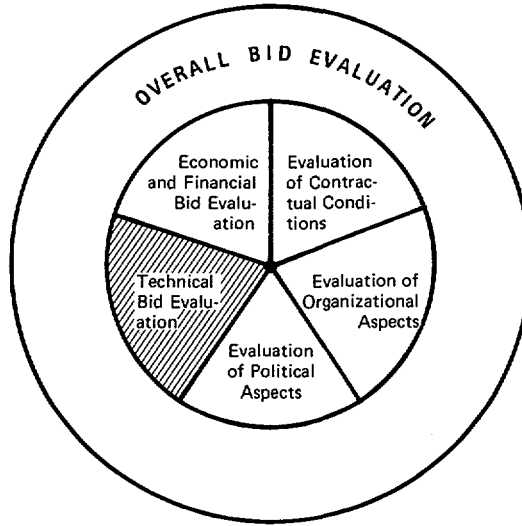 OVERALL BID EVALUATION
Economic
and Financial
Bid Evalu-
ation
Evaluation
of Contrac-
tual Condi-
tions
Technical
Bid Evalu-
ation
Evaluation of
Organizational
Aspects
Evaluation
of Political
Aspects